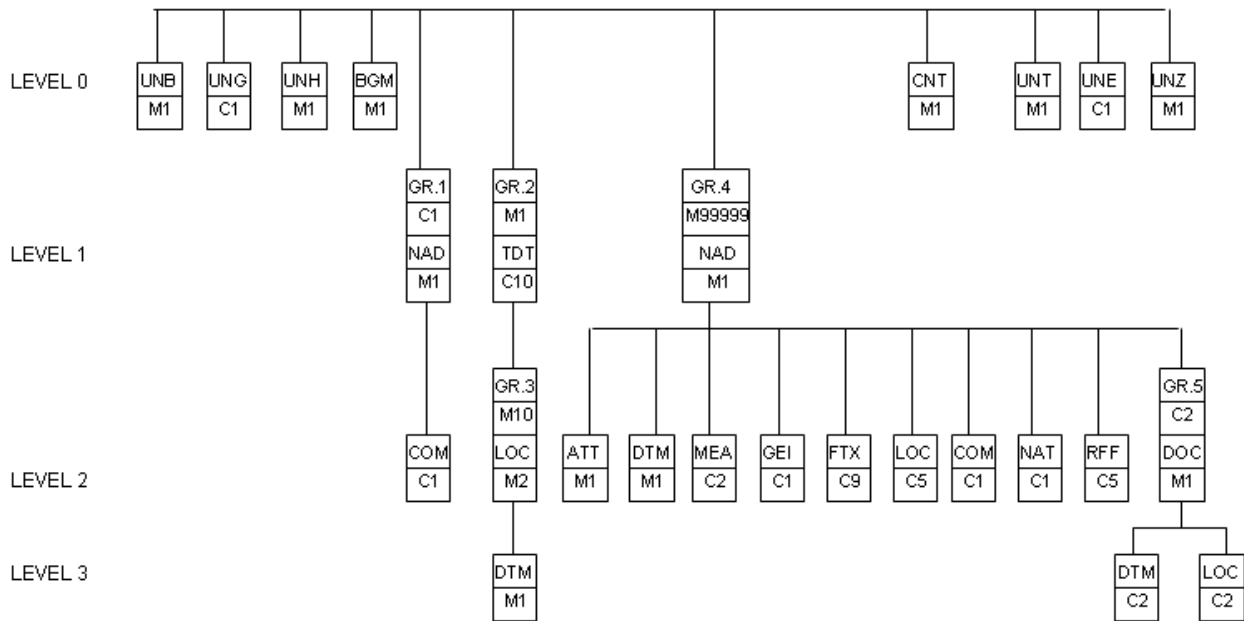 LEVEL 0
UNB UNG UNH BGM CNT UNT UNE UNZ
M1 C1 M1 M1 M1 M1 C1 M1
GR.1 GR.2 GR.4
C1 M1 M99999
LEVEL 1
NAD TDT NAD
M1 C10 M1
GR.3 GR.5
M10 C2
COM LOC ATT DTM MEA GEI FTX LOC COM NAT RFF DOC
LEVEL 2
C1 M2 M1 M1 C2 C1 C9 C5 C1 C1 C5 M1
LEVEL 3
DTM DTM LOC
M1 C2 C2